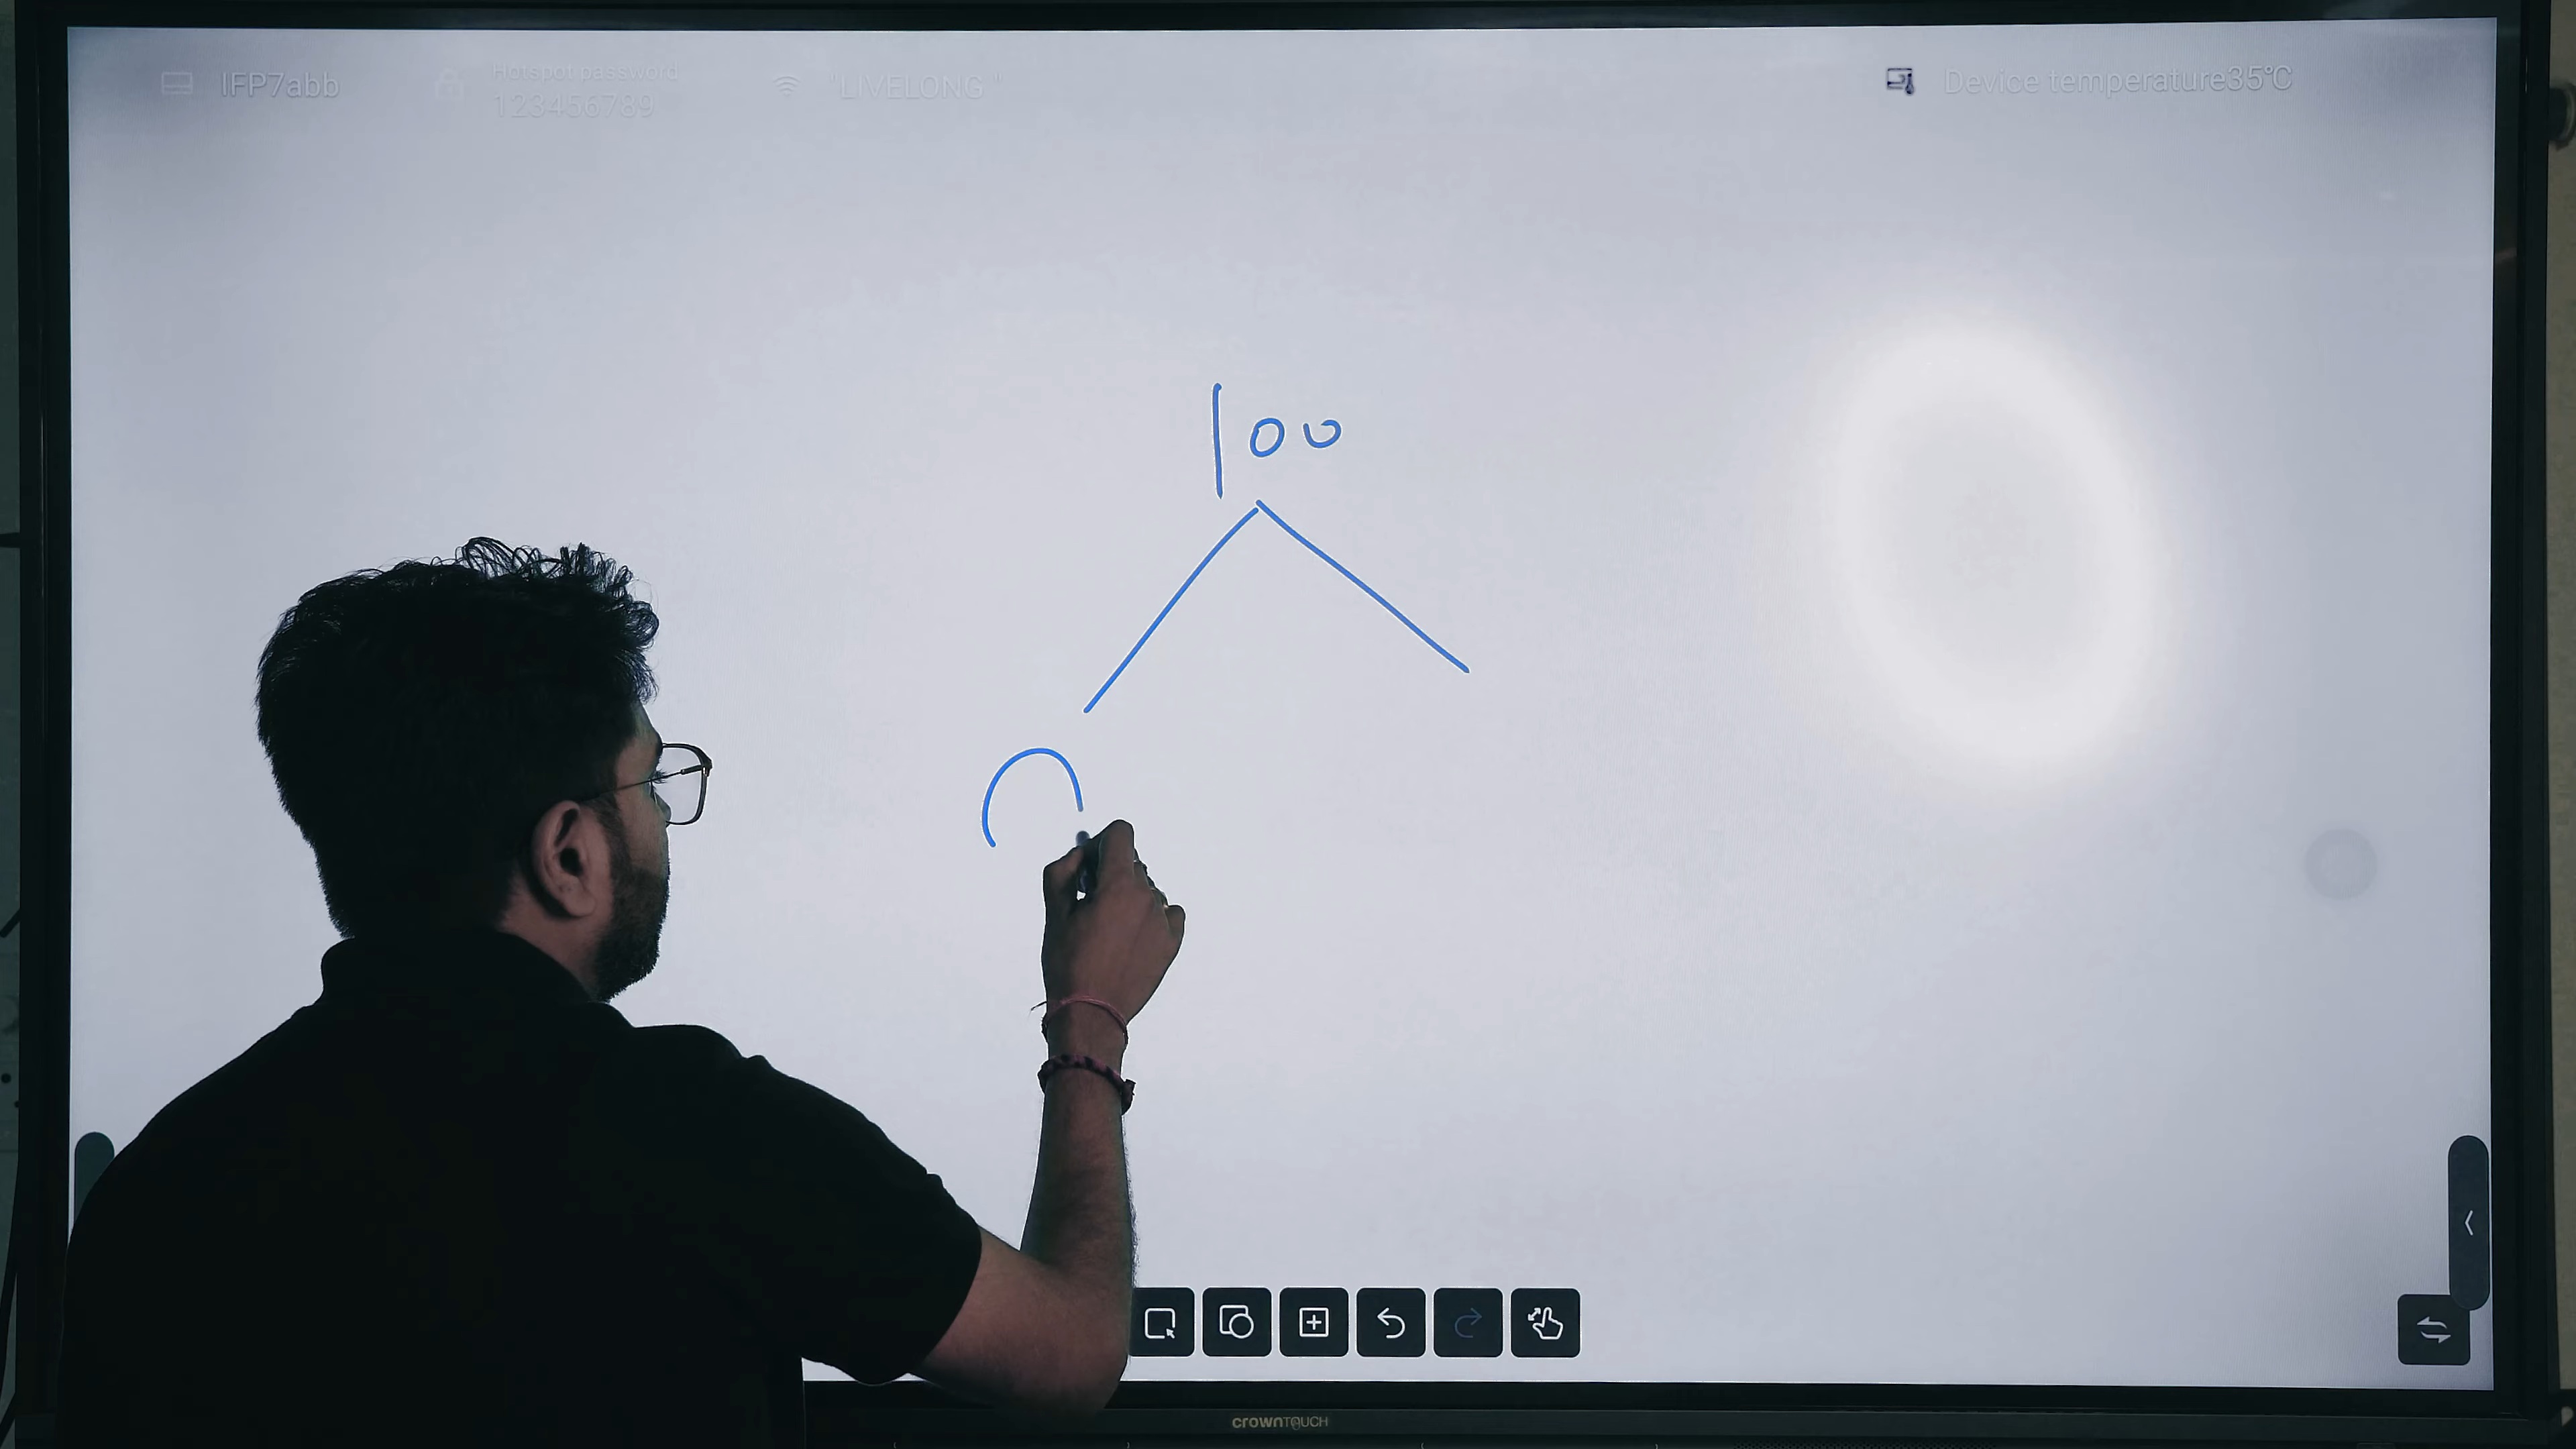 IFP7abb
Hotspot password
123456789
"LIVELONG "
Device temperature35°C
100
crownTOUCH